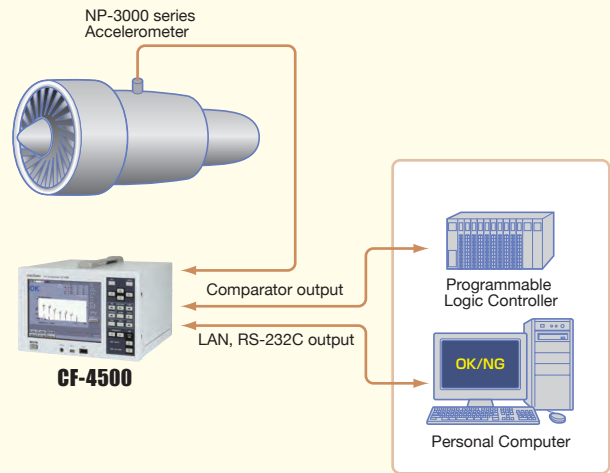 NP-3000 series
Accelerometer
Comparator output
Programmable
Logic Controller
LAN, RS-232C output
OK
OK/NG
CF-4500
Personal Computer